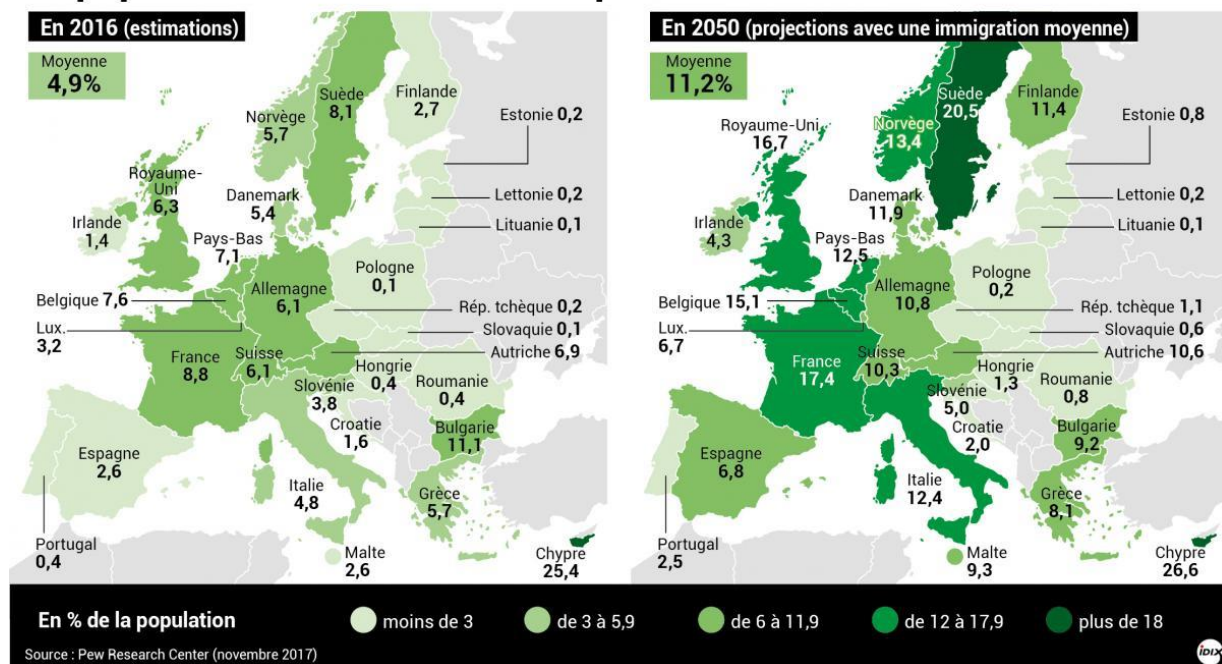 En 2016 (estimations)
Moyenne
4,9%
Norvège
5,7
Suède
8,1
Finlande
2,7
Estonie 0,2
Royaume-
Uni
6,3
Irlande
1,4
Danemark
5,4
Lettonie 0,2
Lituanie 0,1
Pays-Bas
7,1
Pologne
0,1
Belgique 7,6
Allemagne
6,1
Rép. tchèque 0,2
Lux.
3,2
Slovaquie 0,1
Autriche 6,9
France
8,8
Suisse
6,1
Hongrie
0,4
Slovénie
3,8
Roumanie
0,4
Croatie
1,6
Bulgarie
11,1
Espagne
2,6
Italie
4,8
Grèce
5,7
Portugal
0,4
Malte
2,6
Chypre
25,4
En 2050 (projections avec une immigration moyenne)
Moyenne
11,2%
Norvège
13,4
Suède
20,5
Finlande
11,4
Estonie 0,8
Royaume-Uni
16,7
Irlande
4,3
Danemark
11,9
Lettonie 0,2
Lituanie 0,1
Pays-Bas
12,5
Pologne
0,2
Belgique 15,1
Allemagne
10,8
Rép. tchèque 1,1
Lux.
6,7
Slovaquie 0,6
Autriche 10,6
France
17,4
Suisse
10,3
Hongrie
1,3
Slovénie
5,0
Roumanie
0,8
Croatie
2,0
Bulgarie
9,2
Espagne
6,8
Italie
12,4
Grèce
8,1
Portugal
2,5
Malte
9,3
Chypre
26,6
En % de la population
moins de 3
de 3 à 5,9
de 6 à 11,9
de 12 à 17,9
plus de 18
Source : Pew Research Center (novembre 2017)
iDIX